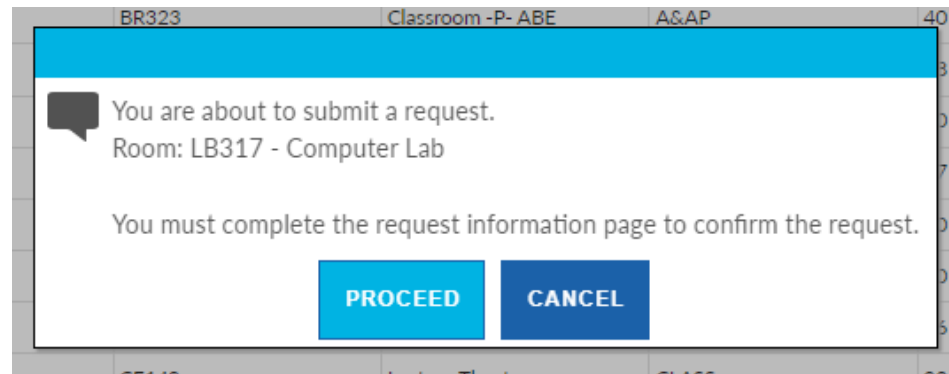 BR323 Classroom -P- ABE A&AP 40
You are about to submit a request.
Room: LB317 - Computer Lab
You must complete the request information page to confirm the request.
PROCEED CANCEL